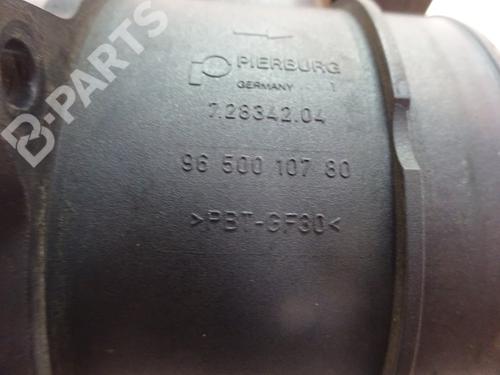 PIERBURG
GERMANY 1
7.28342.04
96 500 107 80
>PBT-GF30<
B-PARTS